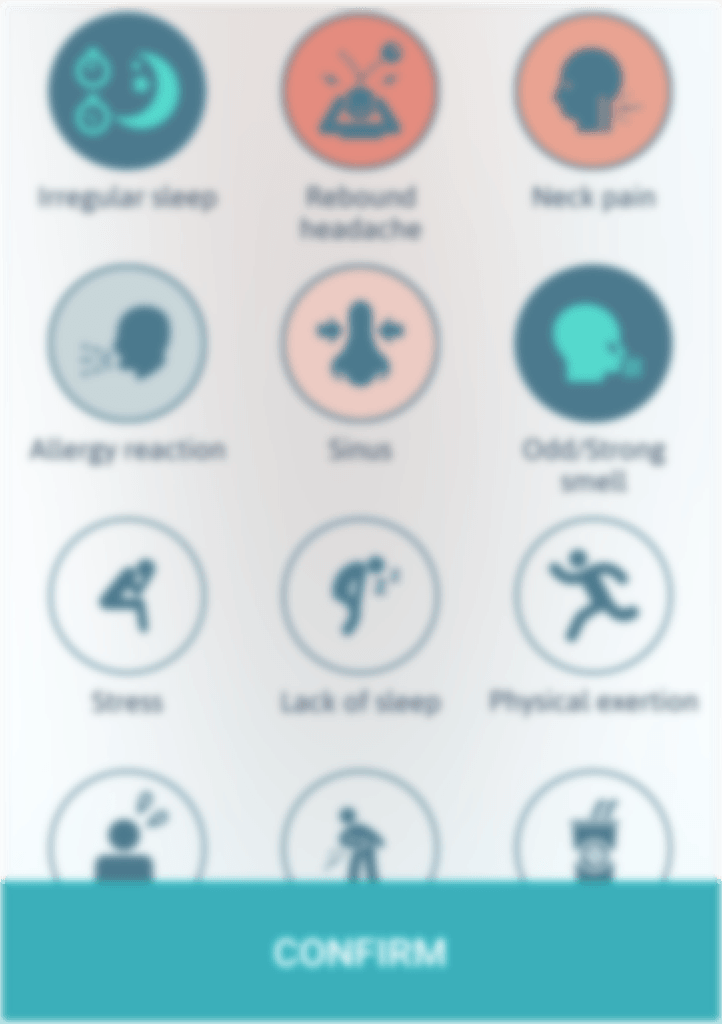 Irregular sleep
Rebound
headache
Neck pain
Allergy reaction
Sinus
Odd/Strong
smell
Stress
Lack of sleep
Physical exertion
CONFIRM